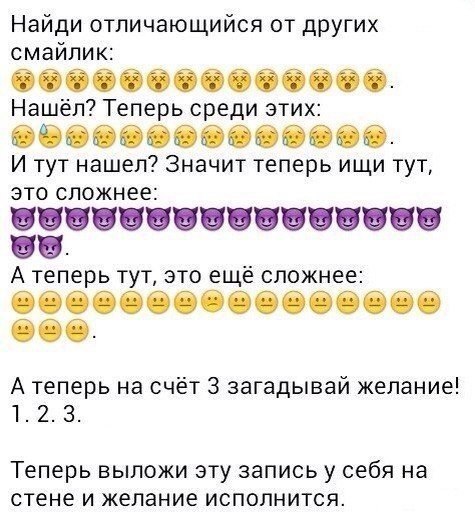 Найди отличающийся от других
смайлик:
😵😵😵😵😵😵😵😵😵😵😵😵😵😵.
Нашёл? Теперь среди этих:
😥😓😥😥😥😥😥😥😥😥😥😥😥😥.
И тут нашел? Значит теперь ищи тут,
это сложнее:
😈😈😈😈😈😈😈😈😈😈😈😈😈😈😈😈
😈👿.
А теперь тут, это ещё сложнее:
😐😐😐😐😐😐😐😕😐😐😐😐😐😐😐😐
😐😐😐.
А теперь на счёт 3 загадывай желание!
1. 2. 3.
Теперь выложи эту запись у себя на
стене и желание исполнится.